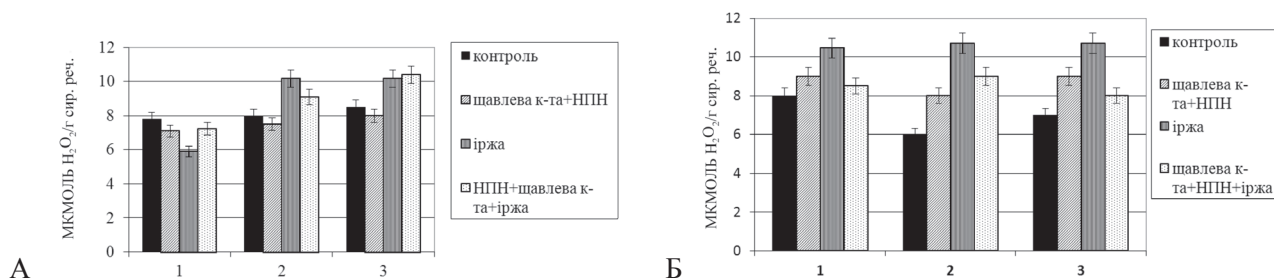 МКМОЛЬ H₂O₂/г сир. реч.
12
10
8
6
4
2
0
1 2 3
контроль
щавлева к-та+НПН
іржа
НПН+щавлева к-
та+іржа
А
МКМОЛЬ H₂O₂/г сир. реч.
12
10
8
6
4
2
0
1 2 3
контроль
щавлева к-
та+НПН
іржа
щавлева к-
та+НПН+іржа
Б